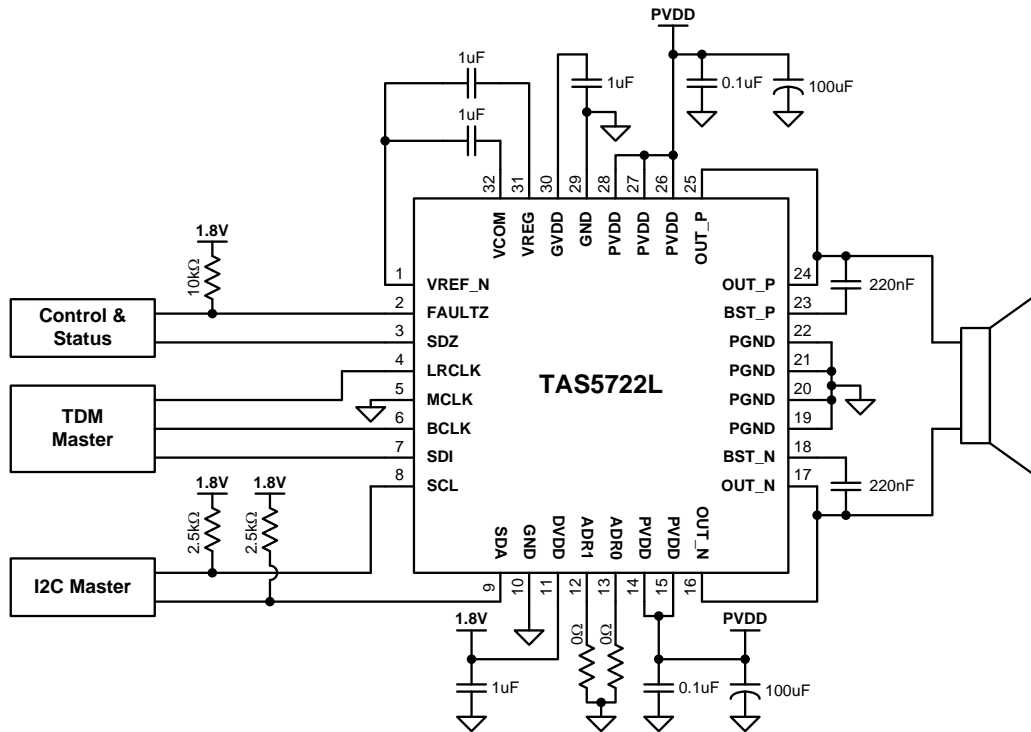 PVDD
1uF
1uF
1uF
0.1uF
100uF
32
31
30
29
28
27
26
25
VCOM
VREG
GVDD
GND
PVDD
PVDD
PVDD
OUT_P
1.8V
10kΩ
Control &
Status
TDM
Master
I2C Master
1
2
3
4
5
6
7
8
VREF_N
FAULTZ
SDZ
LRCLK
MCLK
BCLK
SDI
SCL
TAS5722L
OUT_P
BST_P
PGND
PGND
PGND
PGND
BST_N
OUT_N
24
23
22
21
20
19
18
17
220nF
220nF
1.8V
1.8V
2.5kΩ
2.5kΩ
SDA
GND
DVDD
ADR1
ADR0
PVDD
PVDD
OUT_N
9
10
11
12
13
14
15
16
1.8V
1uF
0Ω
0Ω
PVDD
0.1uF
100uF